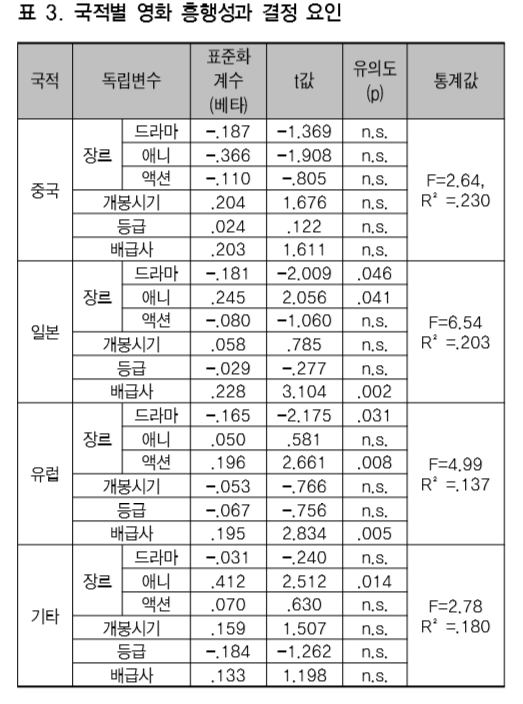 표 3. 국적별 영화 흥행성과 결정 요인
국적 독립변수 표준화 계수 (베타) t값 유의도 (p) 통계값
중국 장르 드라마 -.187 -1.369 n.s. F=2.64, R² =.230
애니 -.366 -1.908 n.s.
액션 -.110 -.805 n.s.
개봉시기 .204 1.676 n.s.
등급 .024 .122 n.s.
배급사 .203 1.611 n.s.
일본 장르 드라마 -.181 -2.009 .046 F=6.54 R² =.203
애니 .245 2.056 .041
액션 -.080 -1.060 n.s.
개봉시기 .058 .785 n.s.
등급 -.029 -.277 n.s.
배급사 .228 3.104 .002
유럽 장르 드라마 -.165 -2.175 .031 F=4.99 R² =.137
애니 .050 .581 n.s.
액션 .196 2.661 .008
개봉시기 -.053 -.766 n.s.
등급 -.067 -.756 n.s.
배급사 .195 2.834 .005
기타 장르 드라마 -.031 -.240 n.s. F=2.78 R² =.180
애니 .412 2.512 .014
액션 .070 .630 n.s.
개봉시기 .159 1.507 n.s.
등급 -.184 -1.262 n.s.
배급사 .133 1.198 n.s.